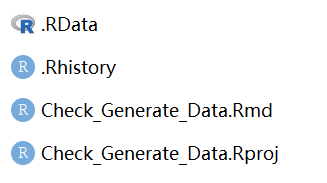 .RData
.Rhistory
Check_Generate_Data.Rmd
Check_Generate_Data.Rproj